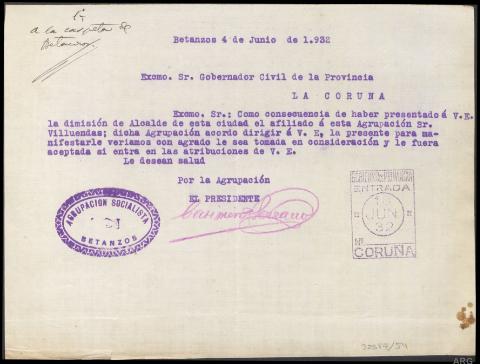 a la carpeta de
Betanzos
Betanzos 4 de Junio de 1.932
Excmo. Sr. Gobernador Civil de la Provincia
LA CORUÑA
Excmo. Sr.; Como consecuencia de haber presentado á V.E.
la dimisión de Alcalde de esta ciudad el afiliado á esta Agrupación Sr.
Villuendas; dicha Agrupación acordo dirigir á V. E. la presente para ma-
nifestarle veriamos con agrado le sea tomada en consideración y le fuera
aceptada si entra en las atribuciones de V. E.
Le desean salud
Por la Agrupación
EL PRESIDENTE
AGRUPACION SOCIALISTA
BETANZOS
ENTRADA
JUN
32
Nº
CORUÑA
ARG